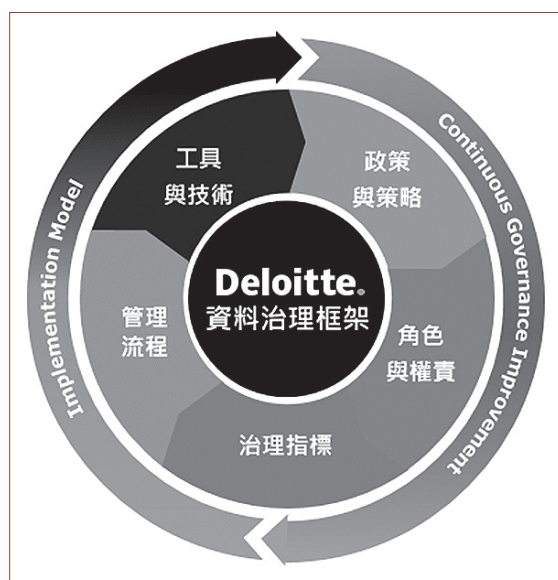 工具
與技術
政策
與策略
Deloitte.
資料治理框架
管理
流程
角色
與權責
治理指標
Implementation Model
Continuous Governance Improvement